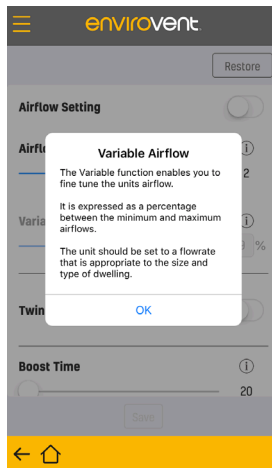 envirovent
Restore
Airflow Setting
Variable Airflow
The Variable function enables you to
fine tune the units airflow.
It is expressed as a percentage
between the minimum and maximum
airflows.
The unit should be set to a flowrate
that is appropriate to the size and
type of dwelling.
OK
2
%
Twin
Boost Time
20
Save